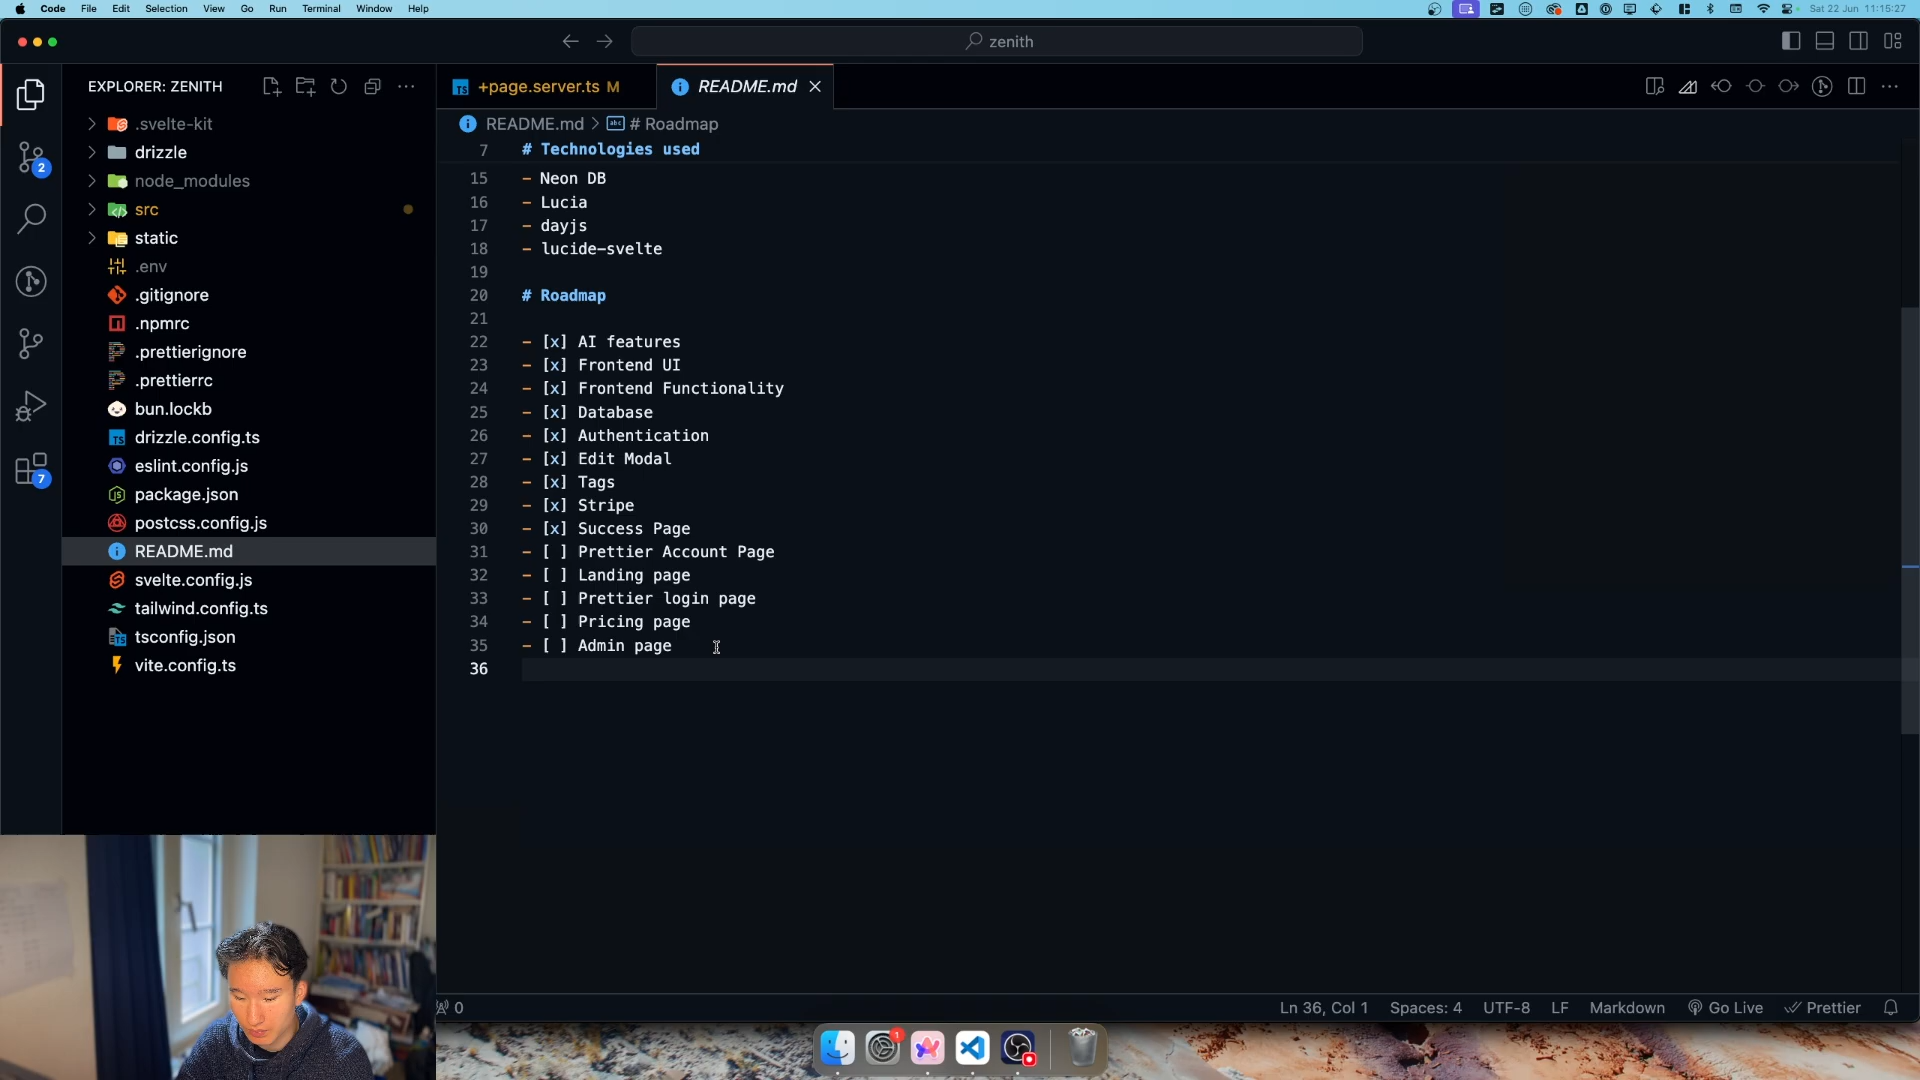 Code File Edit Selection View Go Run Terminal Window Help Sat 22 Jun 11:15:27
zenith
EXPLORER: ZENITH
+page.server.ts M README.md
README.md > # Roadmap
.svelte-kit
drizzle
node_modules
src
static
.env
.gitignore
.npmrc
.prettierignore
.prettierrc
bun.lockb
drizzle.config.ts
eslint.config.js
package.json
postcss.config.js
README.md
svelte.config.js
tailwind.config.ts
tsconfig.json
vite.config.ts
2
7
7 # Technologies used
15 - Neon DB
16 - Lucia
17 - dayjs
18 - lucide-svelte
19
20 # Roadmap
21
22 - [x] AI features
23 - [x] Frontend UI
24 - [x] Frontend Functionality
25 - [x] Database
26 - [x] Authentication
27 - [x] Edit Modal
28 - [x] Tags
29 - [x] Stripe
30 - [x] Success Page
31 - [ ] Prettier Account Page
32 - [ ] Landing page
33 - [ ] Prettier login page
34 - [ ] Pricing page
35 - [ ] Admin page
36
0 Ln 36, Col 1 Spaces: 4 UTF-8 LF Markdown Go Live Prettier
1